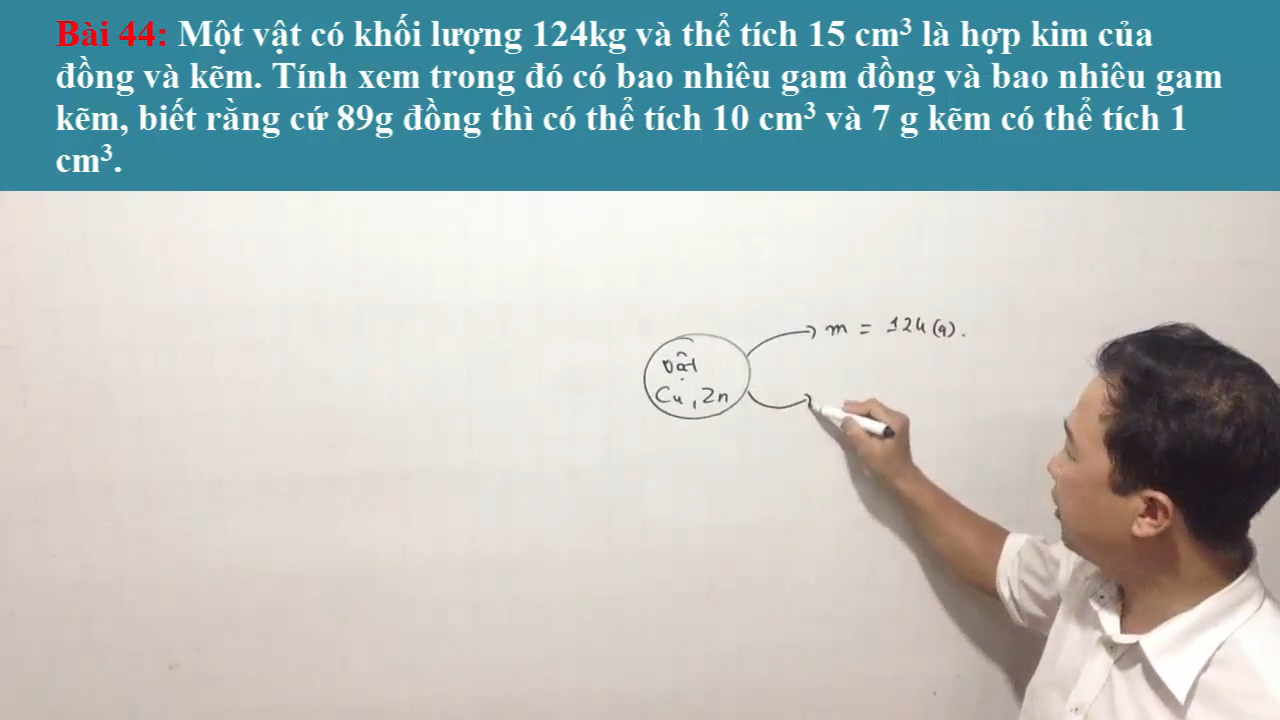 Bài 44: Một vật có khối lượng 124kg và thể tích 15 cm³ là hợp kim của
đồng và kẽm. Tính xem trong đó có bao nhiêu gam đồng và bao nhiêu gam
kẽm, biết rằng cứ 89g đồng thì có thể tích 10 cm³ và 7 g kẽm có thể tích 1
cm³.
m = 124(g).
Vật
Cu, Zn